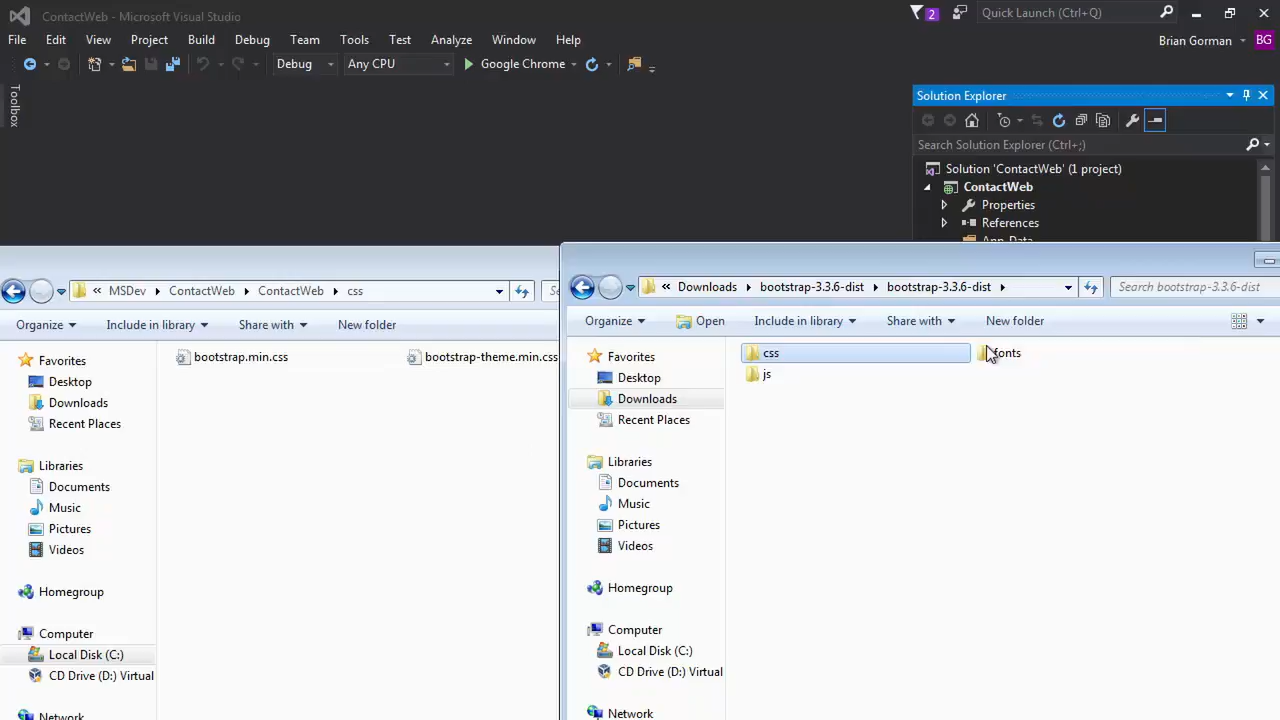 ContactWeb - Microsoft Visual Studio
2
Quick Launch (Ctrl+Q)
File Edit View Project Build Debug Team Tools Test Analyze Window Help
Brian Gorman BG
Debug Any CPU Google Chrome
Toolbox
Solution Explorer
Search Solution Explorer (Ctrl+;)
Solution 'ContactWeb' (1 project)
ContactWeb
Properties
References
App_Data
« MSDev ContactWeb ContactWeb css
Organize Include in library Share with New folder
Favorites
Desktop
Downloads
Recent Places
Libraries
Documents
Music
Pictures
Videos
Homegroup
Computer
Local Disk (C:)
CD Drive (D:) Virtual
Network
bootstrap.min.css bootstrap-theme.min.css
« Downloads bootstrap-3.3.6-dist bootstrap-3.3.6-dist
Search bootstrap-3.3.6-dist
Organize Open Include in library Share with New folder
Favorites
Desktop
Downloads
Recent Places
Libraries
Documents
Music
Pictures
Videos
Homegroup
Computer
Local Disk (C:)
CD Drive (D:) Virtual
Network
css fonts
js